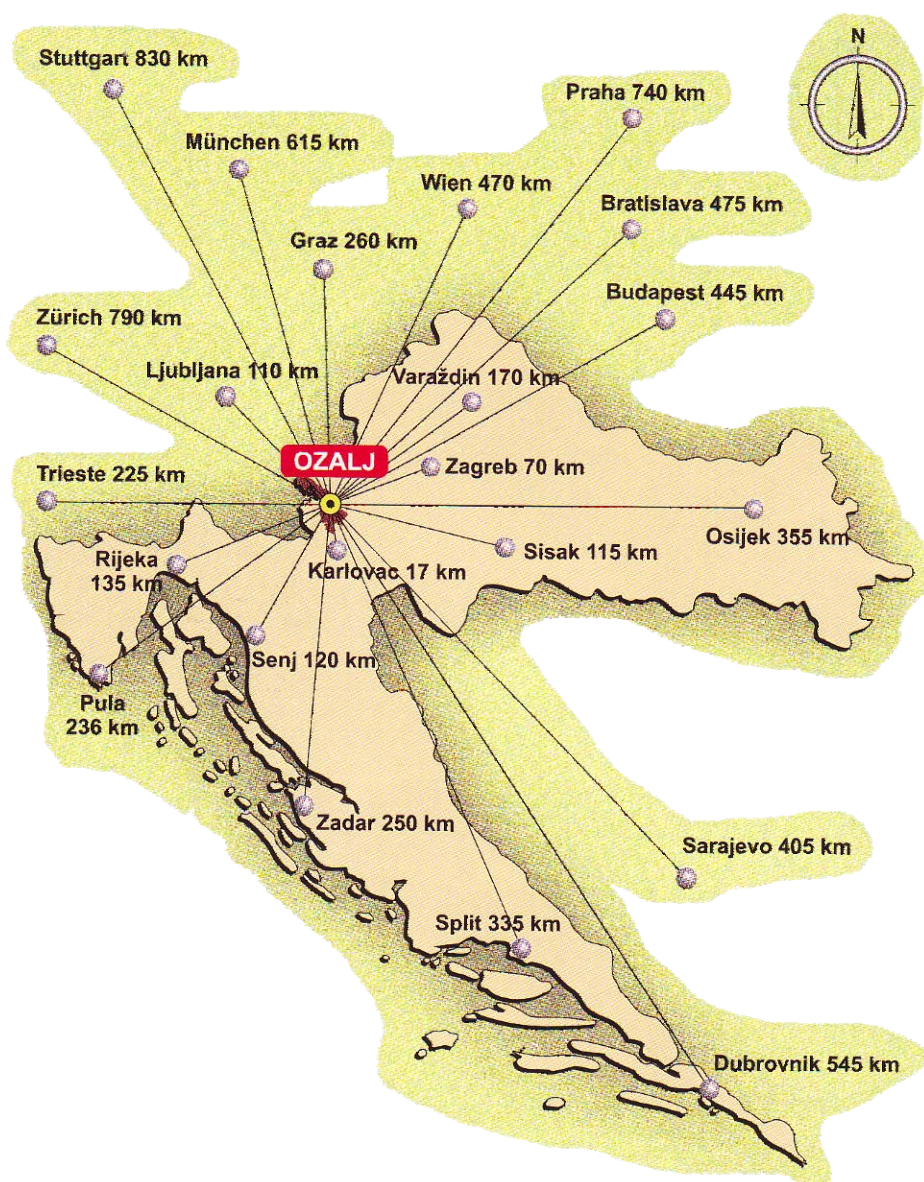 N
Stuttgart 830 km
Praha 740 km
München 615 km
Wien 470 km
Bratislava 475 km
Graz 260 km
Budapest 445 km
Zürich 790 km
Ljubljana 110 km
Varaždin 170 km
OZALJ
Zagreb 70 km
Trieste 225 km
Osijek 355 km
Rijeka
135 km
Karlovac 17 km
Sisak 115 km
Senj 120 km
Pula
236 km
Zadar 250 km
Sarajevo 405 km
Split 335 km
Dubrovnik 545 km